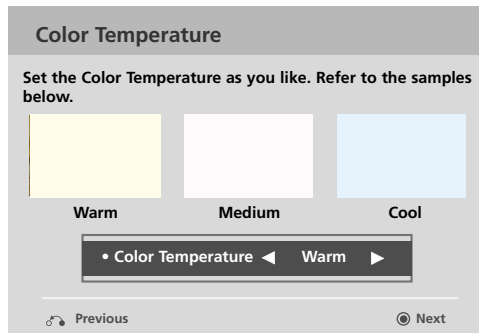 Color Temperature
Set the Color Temperature as you like. Refer to the samples
below.
Warm Medium Cool
• Color Temperature ◀ Warm ▶
Previous Next